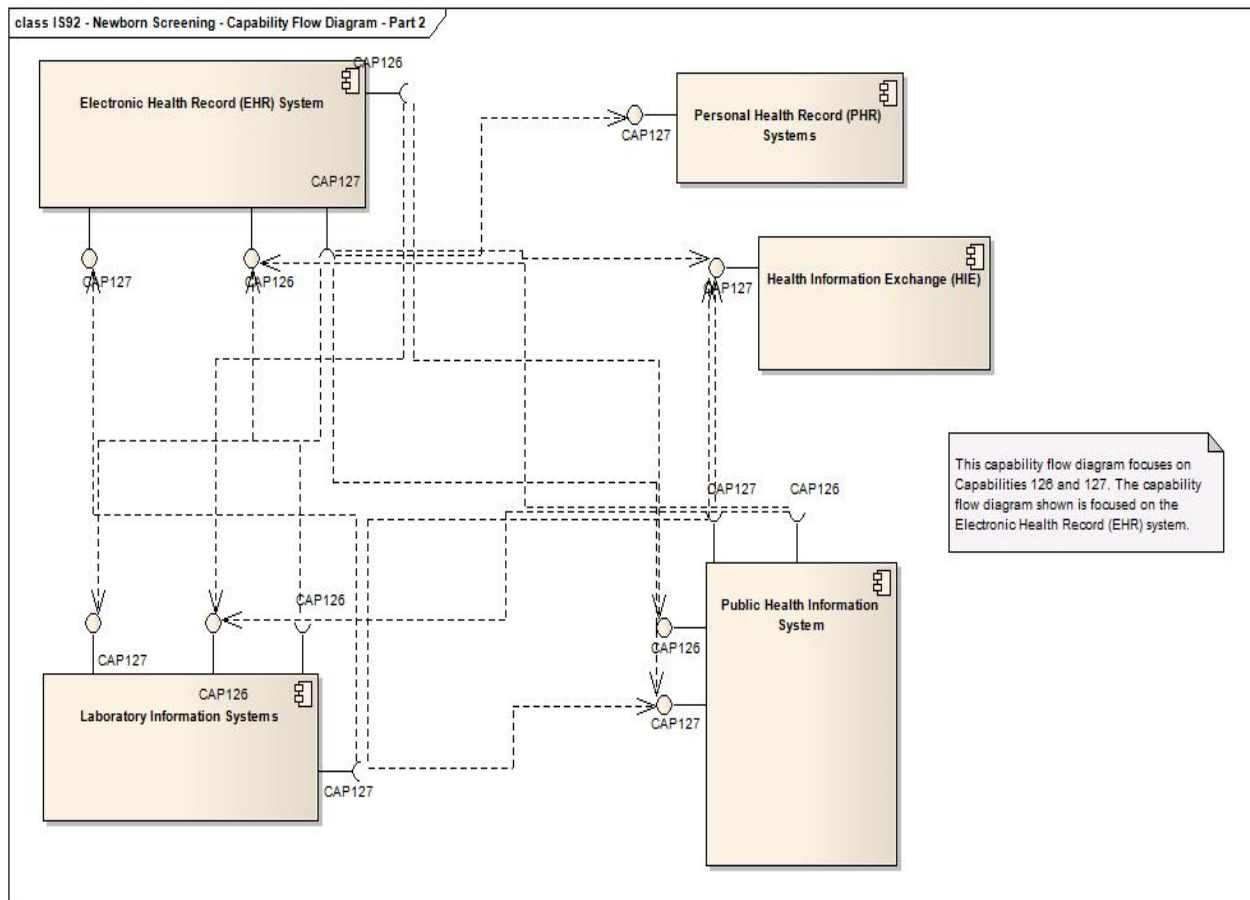 class IS92 - Newborn Screening - Capability Flow Diagram - Part 2
CAP126
Electronic Health Record (EHR) System
CAP127
Personal Health Record (PHR)
Systems
CAP127
CAP127
CAP126
Health Information Exchange (HIE)
CAP127
This capability flow diagram focuses on
Capabilities 126 and 127. The capability
flow diagram shown is focused on the
Electronic Health Record (EHR) system.
CAP127
CAP126
Public Health Information
System
CAP126
CAP127
CAP126
CAP127
CAP126
Laboratory Information Systems
CAP127